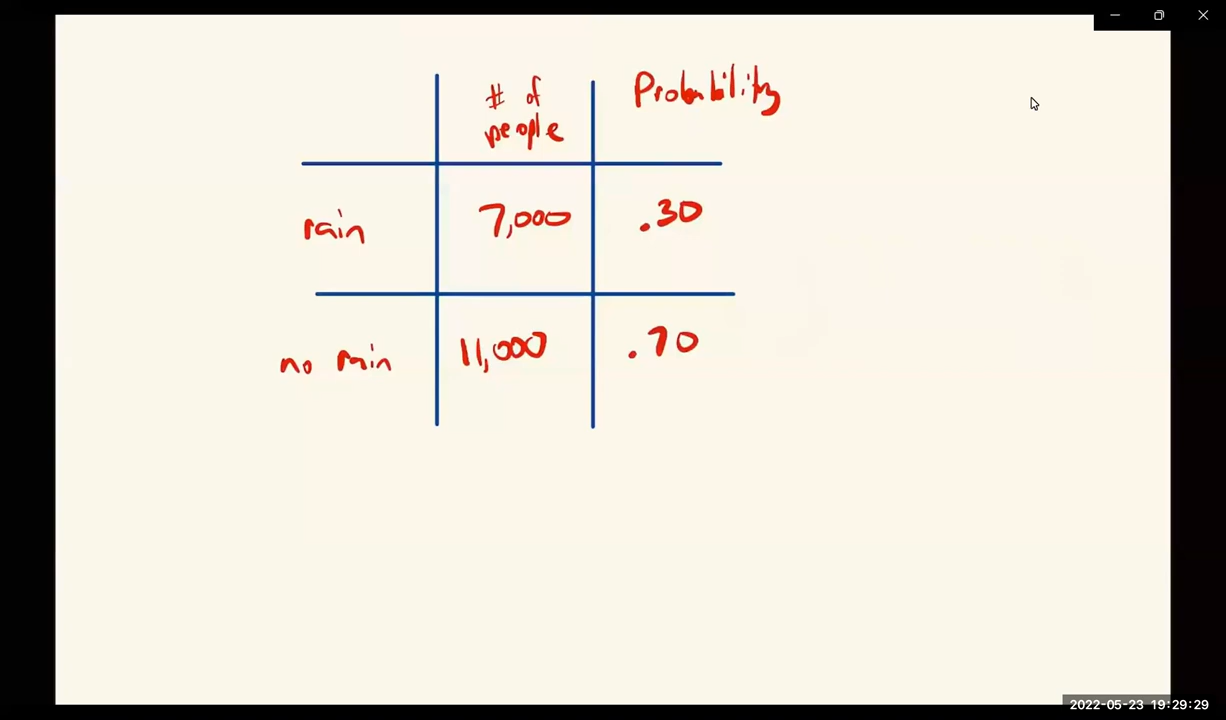 # of people
Probability
rain 7,000 .30
no rain 11,000 .70
2022-05-23 19:29:29